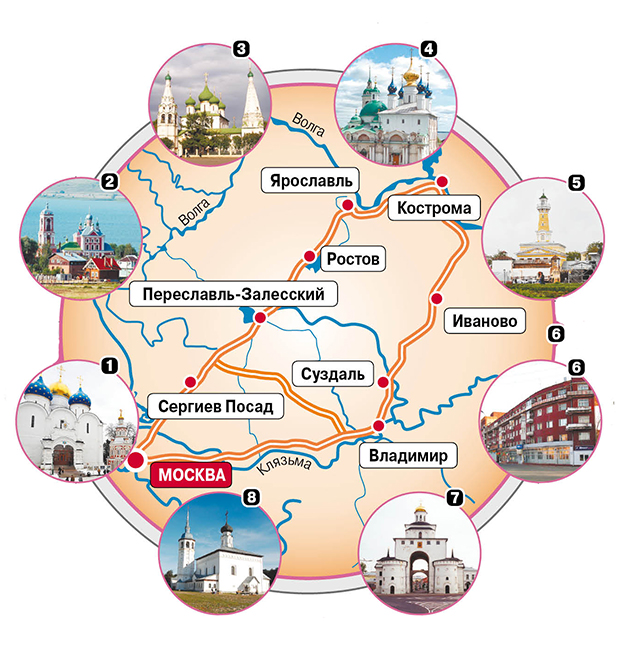 3
4
Волга
2
Ярославль
5
Кострома
Волга
Ростов
Переславль-Залесский
Иваново
6
1
Суздаль
6
Сергиев Посад
Владимир
Клязьма
МОСКВА
8
7